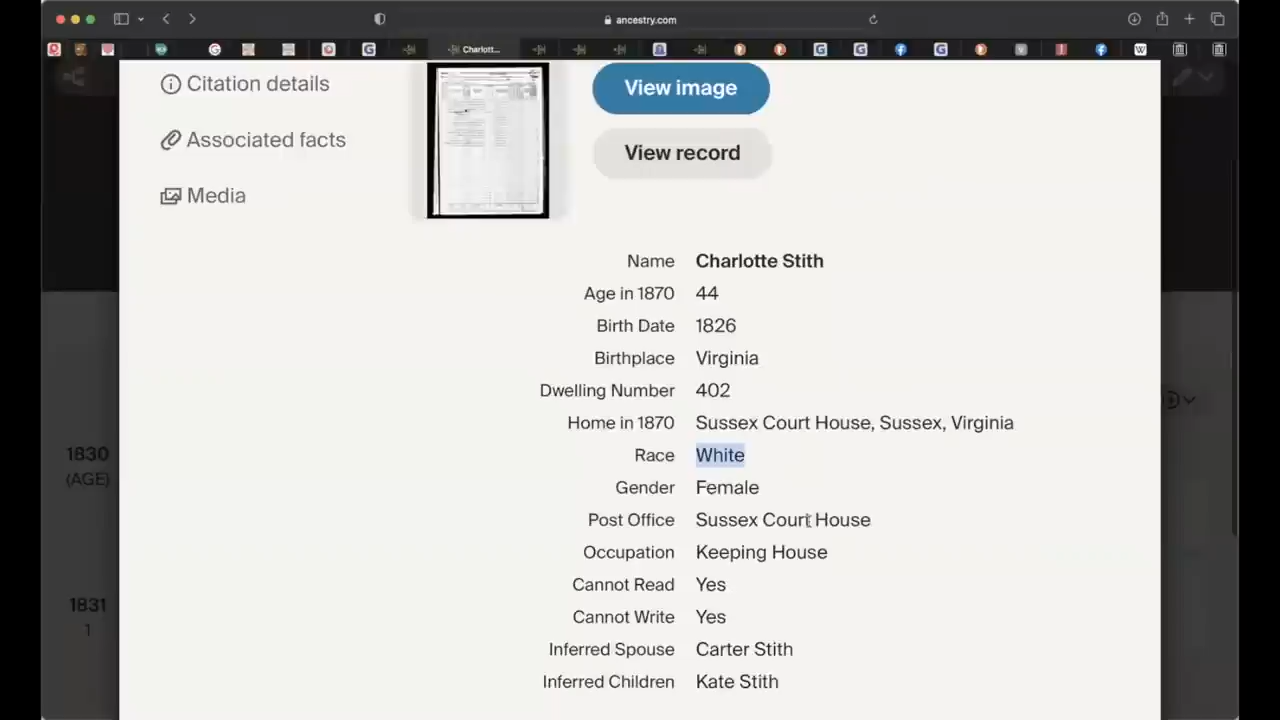 ancestry.com
Charlott...
Citation details
Associated facts
Media
View image
View record
Name Charlotte Stith
Age in 1870 44
Birth Date 1826
Birthplace Virginia
Dwelling Number 402
Home in 1870 Sussex Court House, Sussex, Virginia
Race White
Gender Female
Post Office Sussex Court House
Occupation Keeping House
Cannot Read Yes
Cannot Write Yes
Inferred Spouse Carter Stith
Inferred Children Kate Stith
1830
(AGE)
1831
1